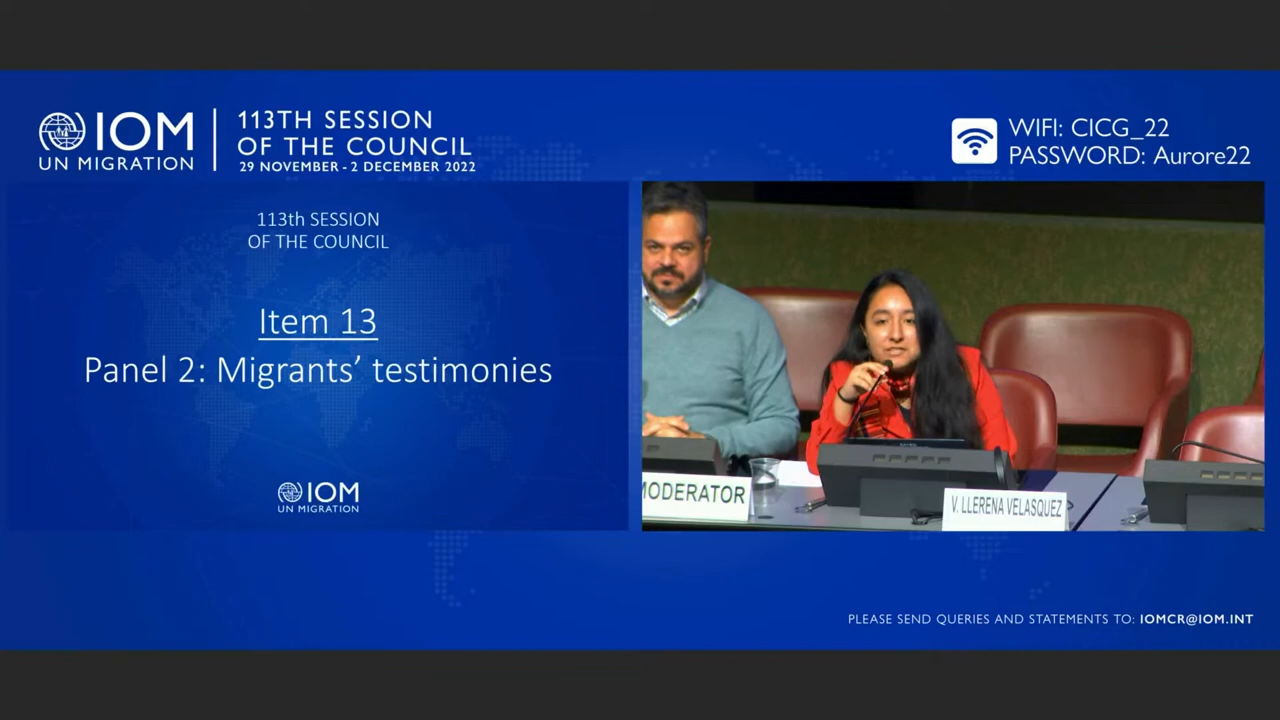 IOM
UN MIGRATION
113TH SESSION
OF THE COUNCIL
29 NOVEMBER - 2 DECEMBER 2022
WIFI: CICG_22
PASSWORD: Aurore22
113th SESSION
OF THE COUNCIL
Item 13
Panel 2: Migrants’ testimonies
IOM
UN MIGRATION
MODERATOR
V. LLERENA VELASQUEZ
PLEASE SEND QUERIES AND STATEMENTS TO: IOMCR@IOM.INT